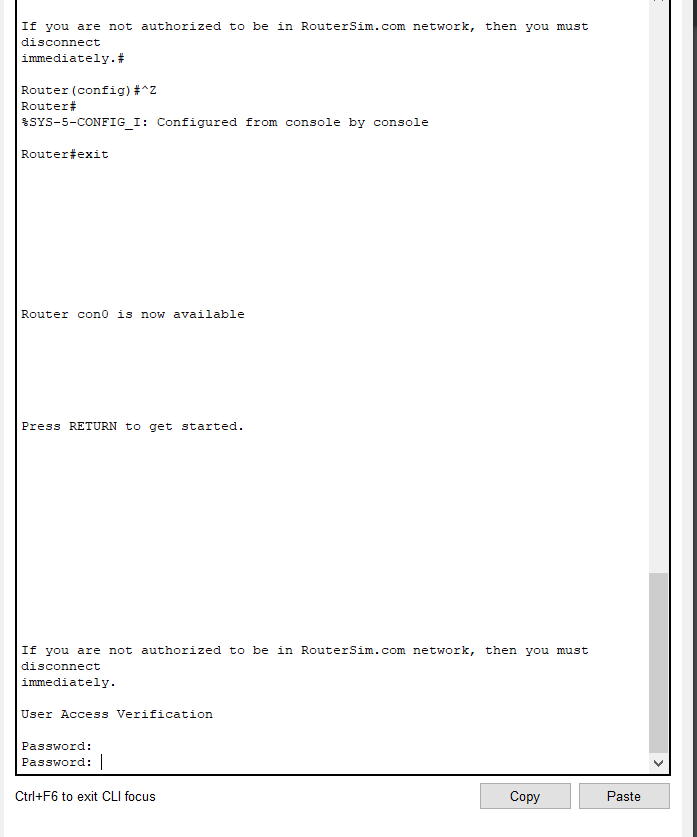 If you are not authorized to be in RouterSim.com network, then you must
disconnect
immediately.#
Router(config)#^Z
Router#
%SYS-5-CONFIG_I: Configured from console by console
Router#exit
Router con0 is now available
Press RETURN to get started.
If you are not authorized to be in RouterSim.com network, then you must
disconnect
immediately.
User Access Verification
Password:
Password:
Ctrl+F6 to exit CLI focus
Copy
Paste